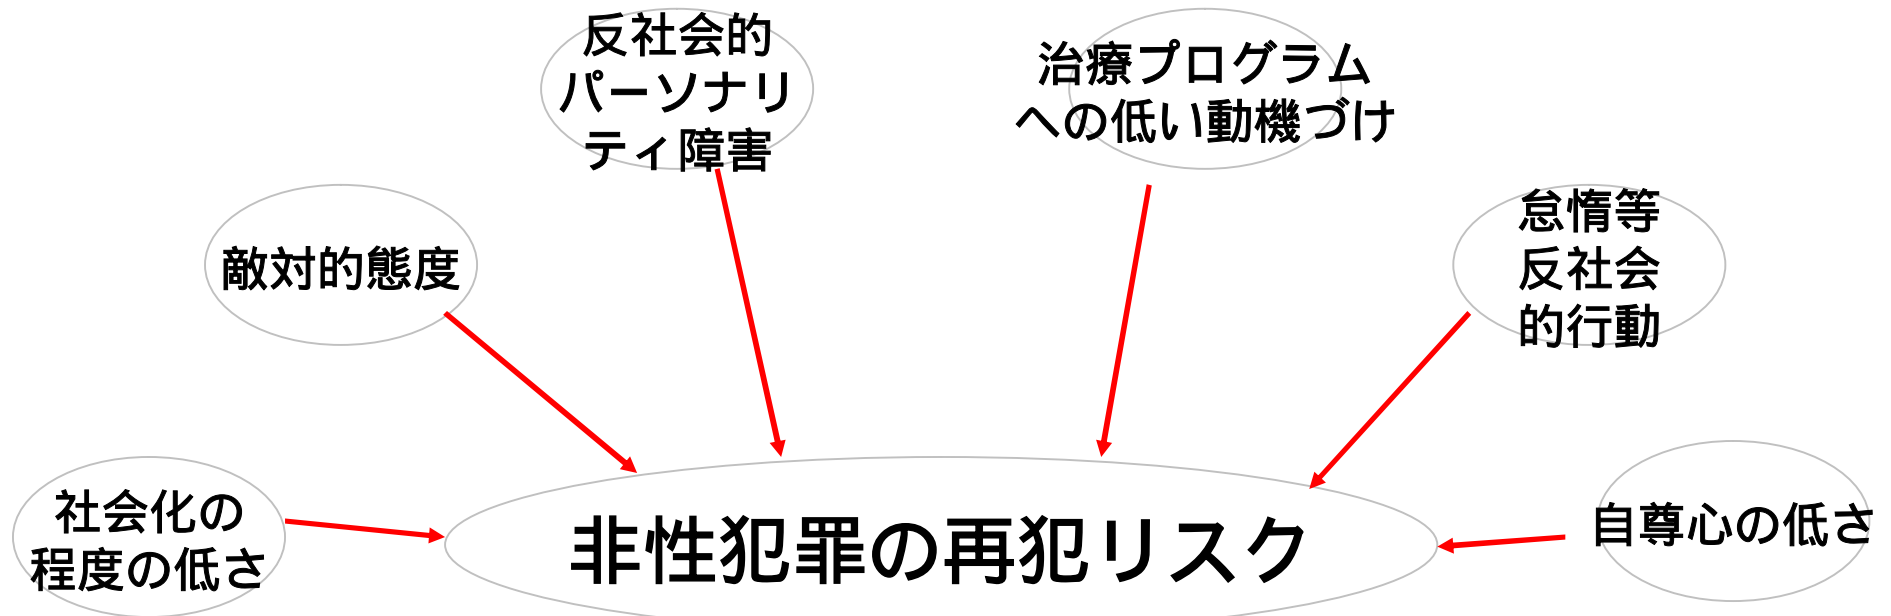 反社会的
パーソナリ
ティ障害
治療プログラム
への低い動機づけ
敵対的態度
怠惰等
反社会
的行動
社会化の
程度の低さ
非性犯罪の再犯リスク
自尊心の低さ